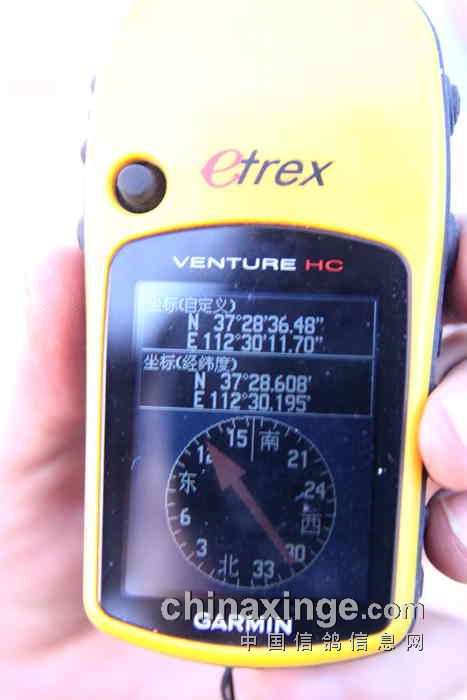 etrex
VENTURE HC
坐标(自定义)
N 37°28'36.48"
E 112°30'11.70"
坐标(经纬度)
N 37°28.608'
E 112°30.195'
15 南
12 21
东 24
6 西
3 30
北 33
chinaxinge.com
GARMIN
中国信鸽信息网